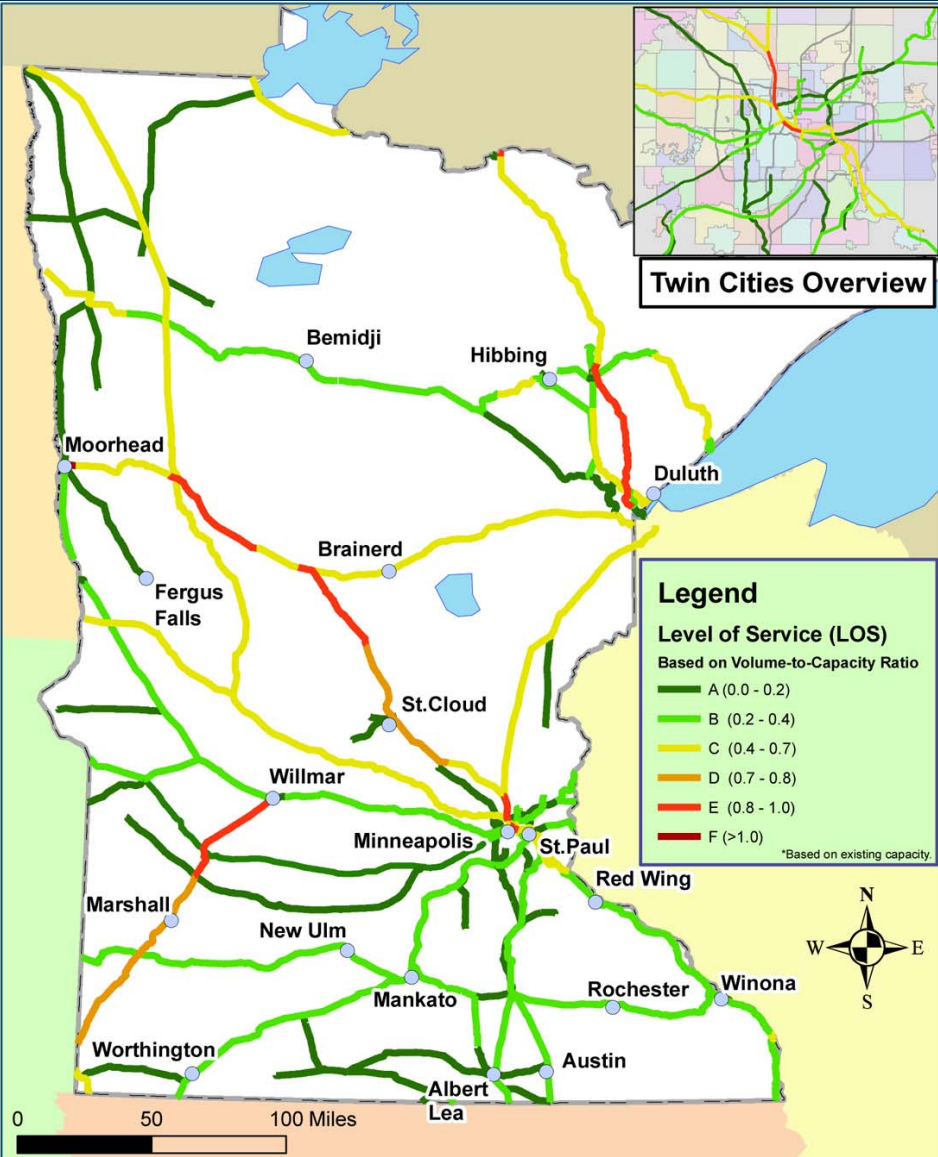 Twin Cities Overview
Bemidji
Hibbing
Moorhead
Duluth
Brainerd
Fergus
Falls
Legend
Level of Service (LOS)
Based on Volume-to-Capacity Ratio
A (0.0 - 0.2)
B (0.2 - 0.4)
C (0.4 - 0.7)
D (0.7 - 0.8)
E (0.8 - 1.0)
F (>1.0)
*Based on existing capacity.
St.Cloud
Willmar
Minneapolis
St.Paul
Red Wing
Marshall
New Ulm
N
W E
S
Mankato
Rochester
Winona
Worthington
Austin
Albert
Lea
0 50 100 Miles